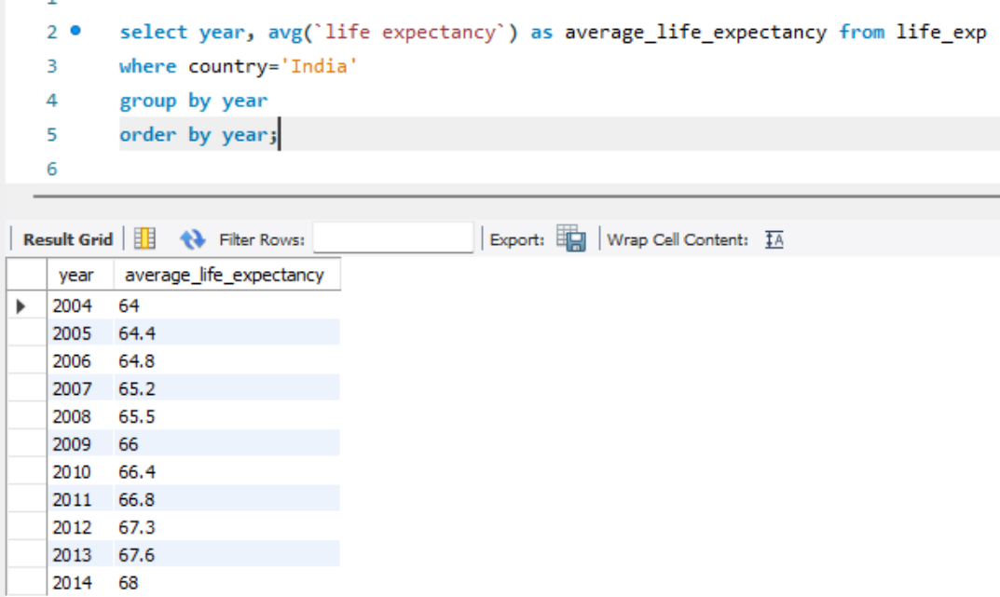 2 select year, avg(`life expectancy`) as average_life_expectancy from life_exp
3 where country='India'
4 group by year
5 order by year;
6
Result Grid Filter Rows: Export: Wrap Cell Content: IA
year average_life_expectancy
2004 64
2005 64.4
2006 64.8
2007 65.2
2008 65.5
2009 66
2010 66.4
2011 66.8
2012 67.3
2013 67.6
2014 68